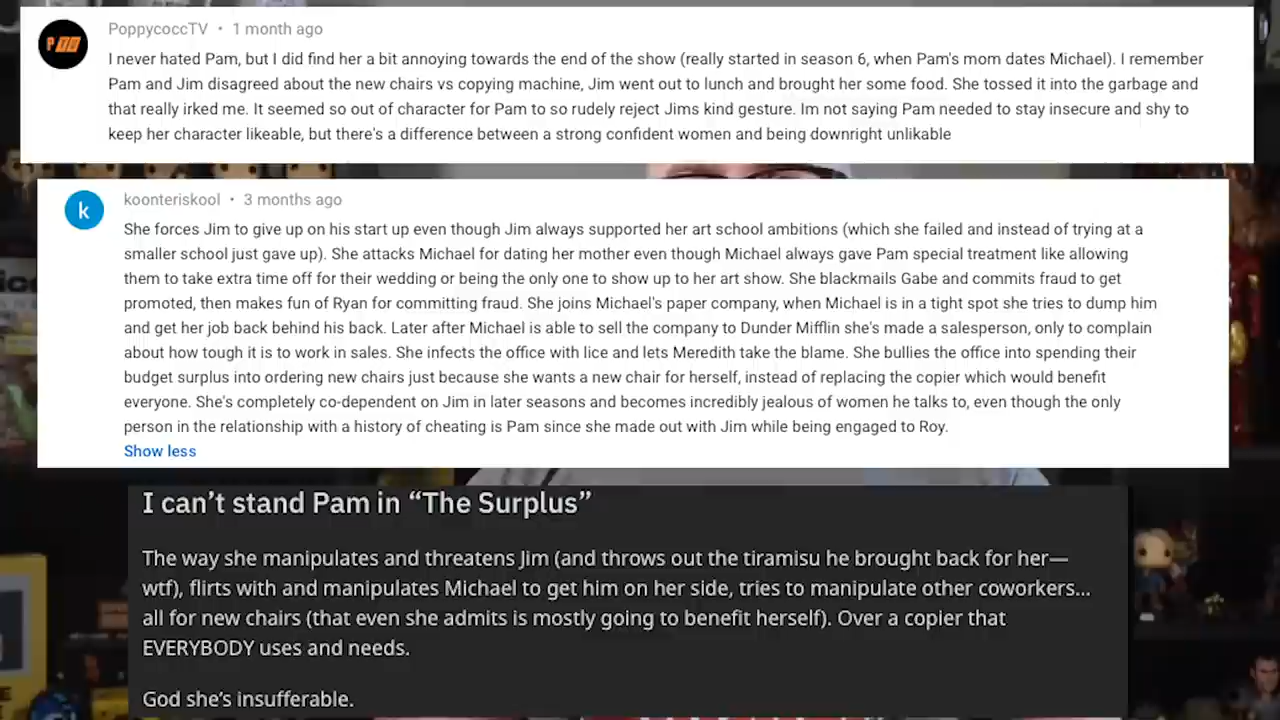 PoppycoccTV • 1 month ago
I never hated Pam, but I did find her a bit annoying towards the end of the show (really started in season 6, when Pam's mom dates Michael). I remember
Pam and Jim disagreed about the new chairs vs copying machine, Jim went out to lunch and brought her some food. She tossed it into the garbage and
that really irked me. It seemed so out of character for Pam to so rudely reject Jims kind gesture. Im not saying Pam needed to stay insecure and shy to
keep her character likeable, but there's a difference between a strong confident women and being downright unlikable
k
koonteriskool • 3 months ago
She forces Jim to give up on his start up even though Jim always supported her art school ambitions (which she failed and instead of trying at a
smaller school just gave up). She attacks Michael for dating her mother even though Michael always gave Pam special treatment like allowing
them to take extra time off for their wedding or being the only one to show up to her art show. She blackmails Gabe and commits fraud to get
promoted, then makes fun of Ryan for committing fraud. She joins Michael's paper company, when Michael is in a tight spot she tries to dump him
and get her job back behind his back. Later after Michael is able to sell the company to Dunder Mifflin she's made a salesperson, only to complain
about how tough it is to work in sales. She infects the office with lice and lets Meredith take the blame. She bullies the office into spending their
budget surplus into ordering new chairs just because she wants a new chair for herself, instead of replacing the copier which would benefit
everyone. She's completely co-dependent on Jim in later seasons and becomes incredibly jealous of women he talks to, even though the only
person in the relationship with a history of cheating is Pam since she made out with Jim while being engaged to Roy.
Show less
I can't stand Pam in “The Surplus”
The way she manipulates and threatens Jim (and throws out the tiramisu he brought back for her—
wtf), flirts with and manipulates Michael to get him on her side, tries to manipulate other coworkers...
all for new chairs (that even she admits is mostly going to benefit herself). Over a copier that
EVERYBODY uses and needs.
God she's insufferable.